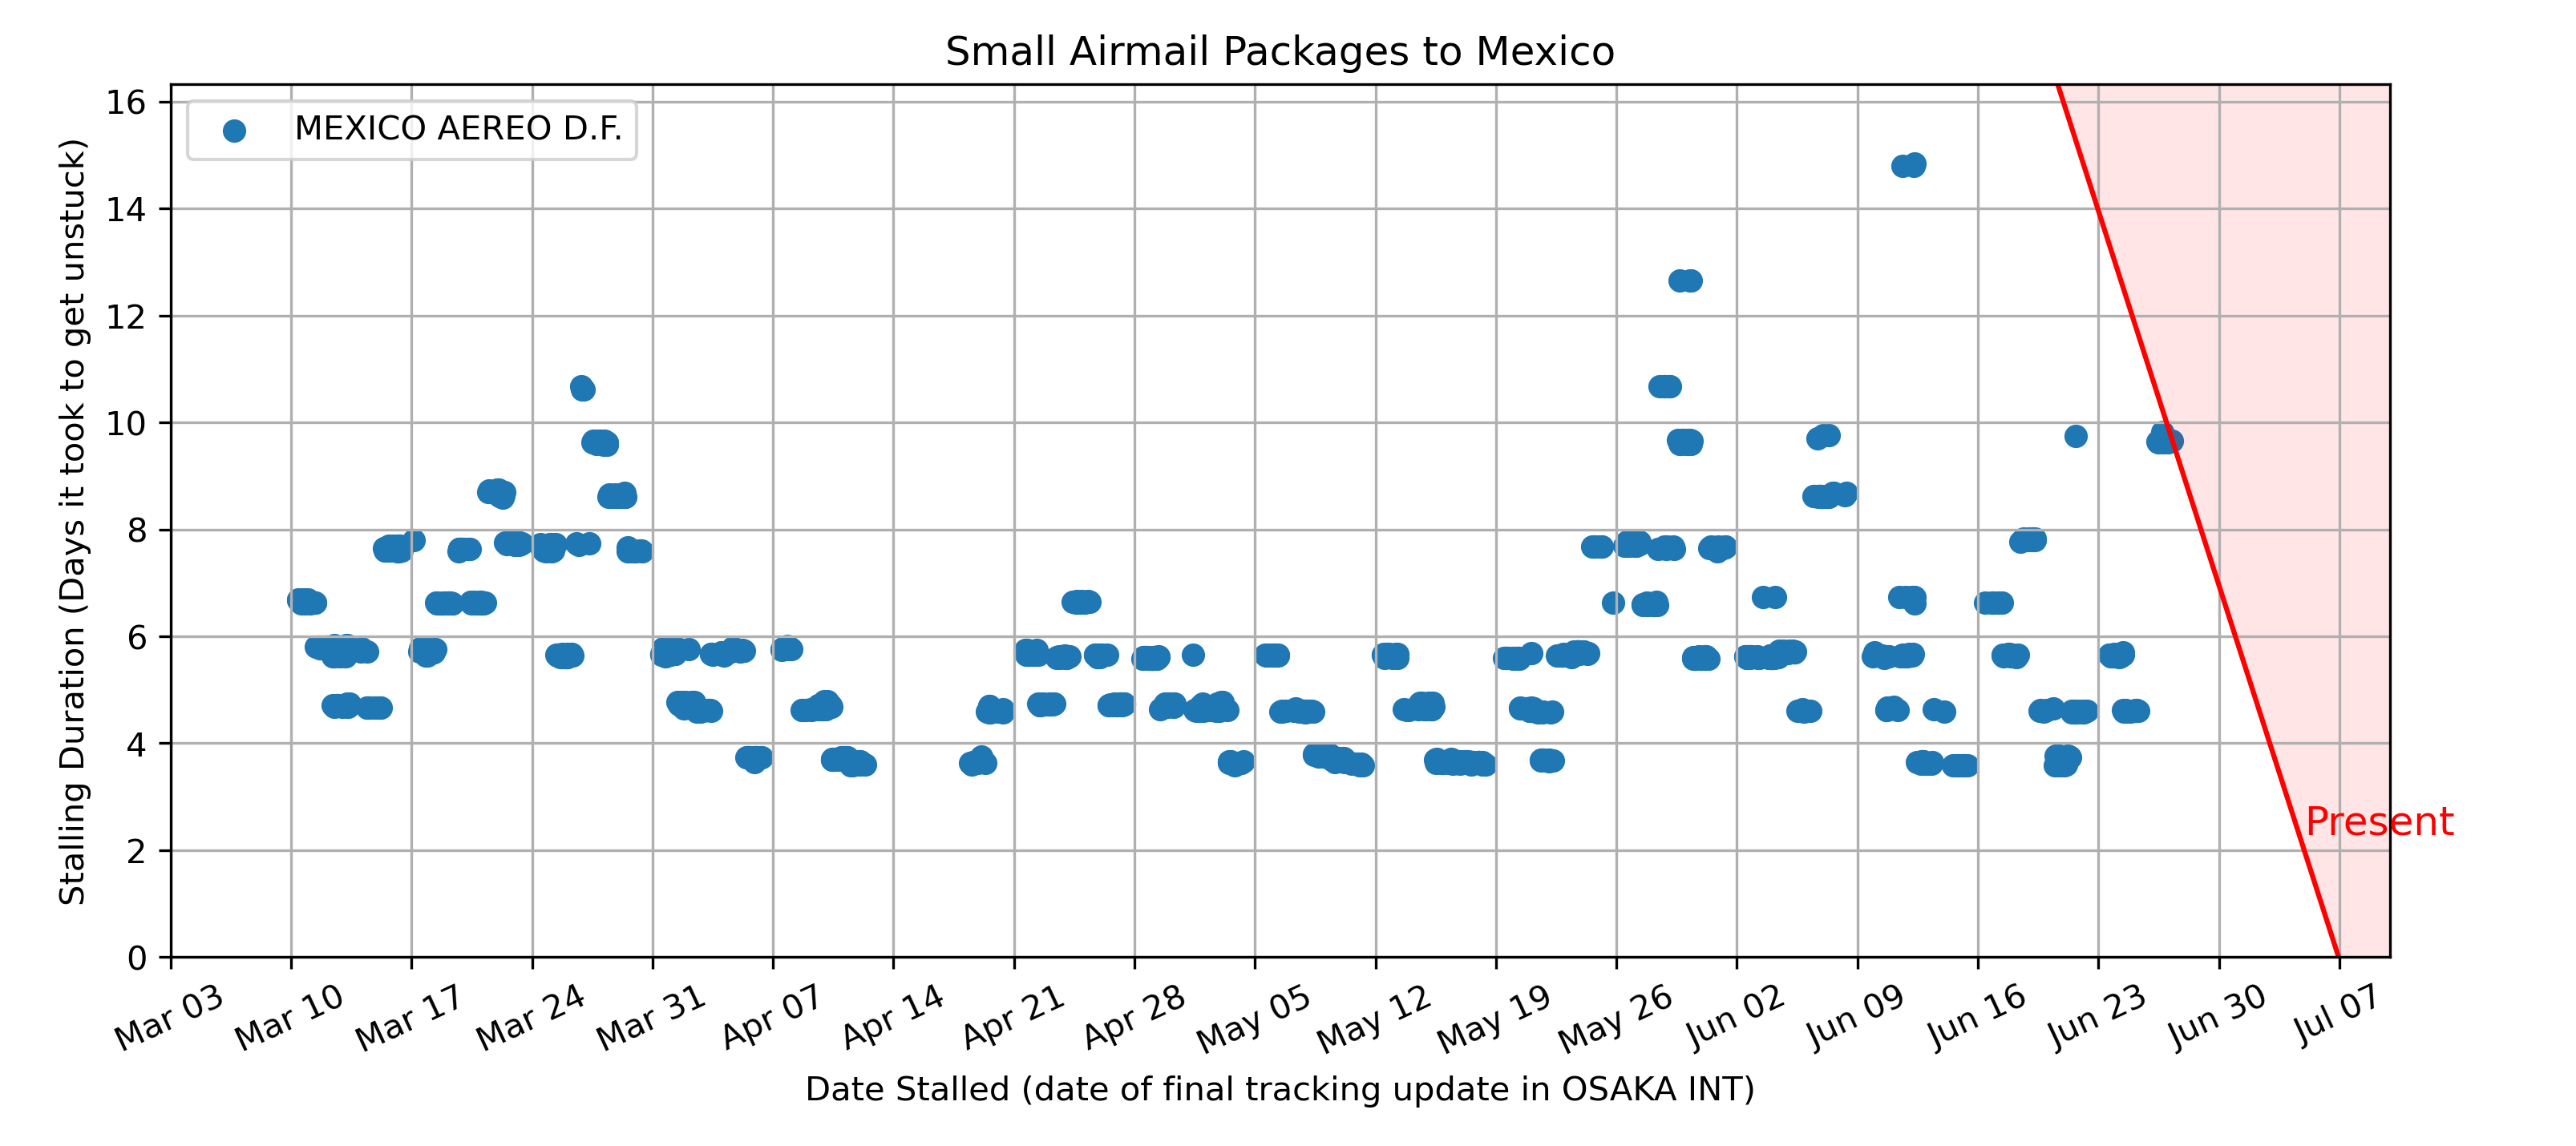 Small Airmail Packages to Mexico
MEXICO AEREO D.F.
Stalling Duration (Days it took to get unstuck)
16
14
12
10
8
6
4
2
0
Present
Mar 03
Mar 10
Mar 17
Mar 24
Mar 31
Apr 07
Apr 14
Apr 21
Apr 28
May 05
May 12
May 19
May 26
Jun 02
Jun 09
Jun 16
Jun 23
Jun 30
Jul 07
Date Stalled (date of final tracking update in OSAKA INT)